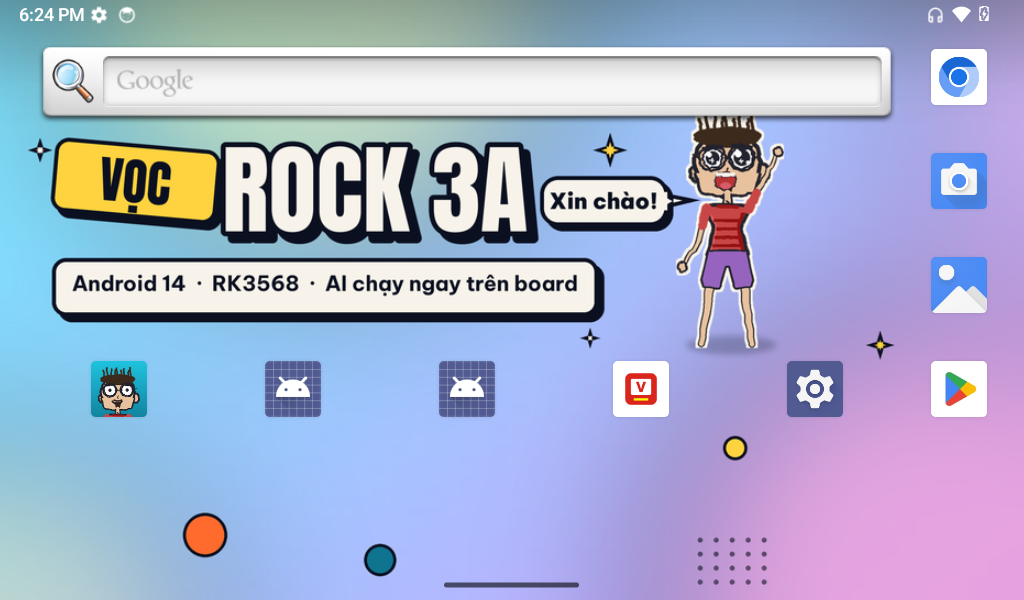 6:24 PM
Google
VỌC
ROCK 3A
Xin chào!
Android 14 · RK3568 · AI chạy ngay trên board
V